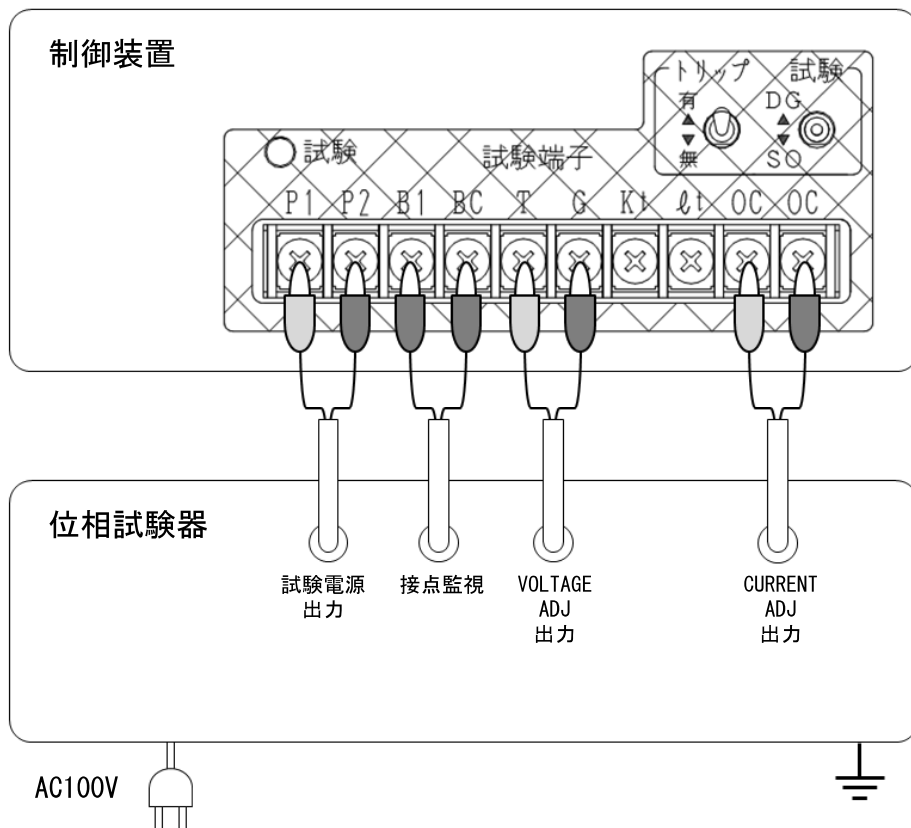 制御装置
トリップ 試験
有 DG
無 SO
試験 試験端子
P1 P2 B1 BC T G Kt ℓt OC OC
位相試験器
試験電源
出力
接点監視
VOLTAGE
ADJ
出力
CURRENT
ADJ
出力
AC100V